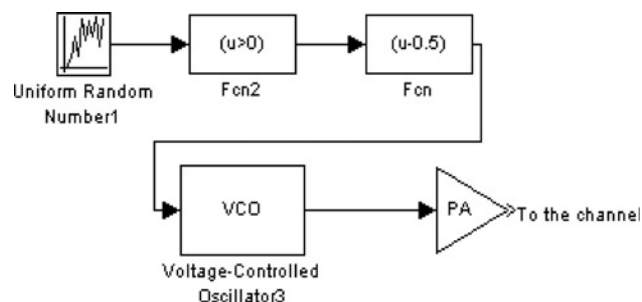 (u>0)
(u-0.5)
Uniform Random
Number1
Fcn2
Fcn
VCO
PA
To the channel
Voltage-Controlled
Oscillator3